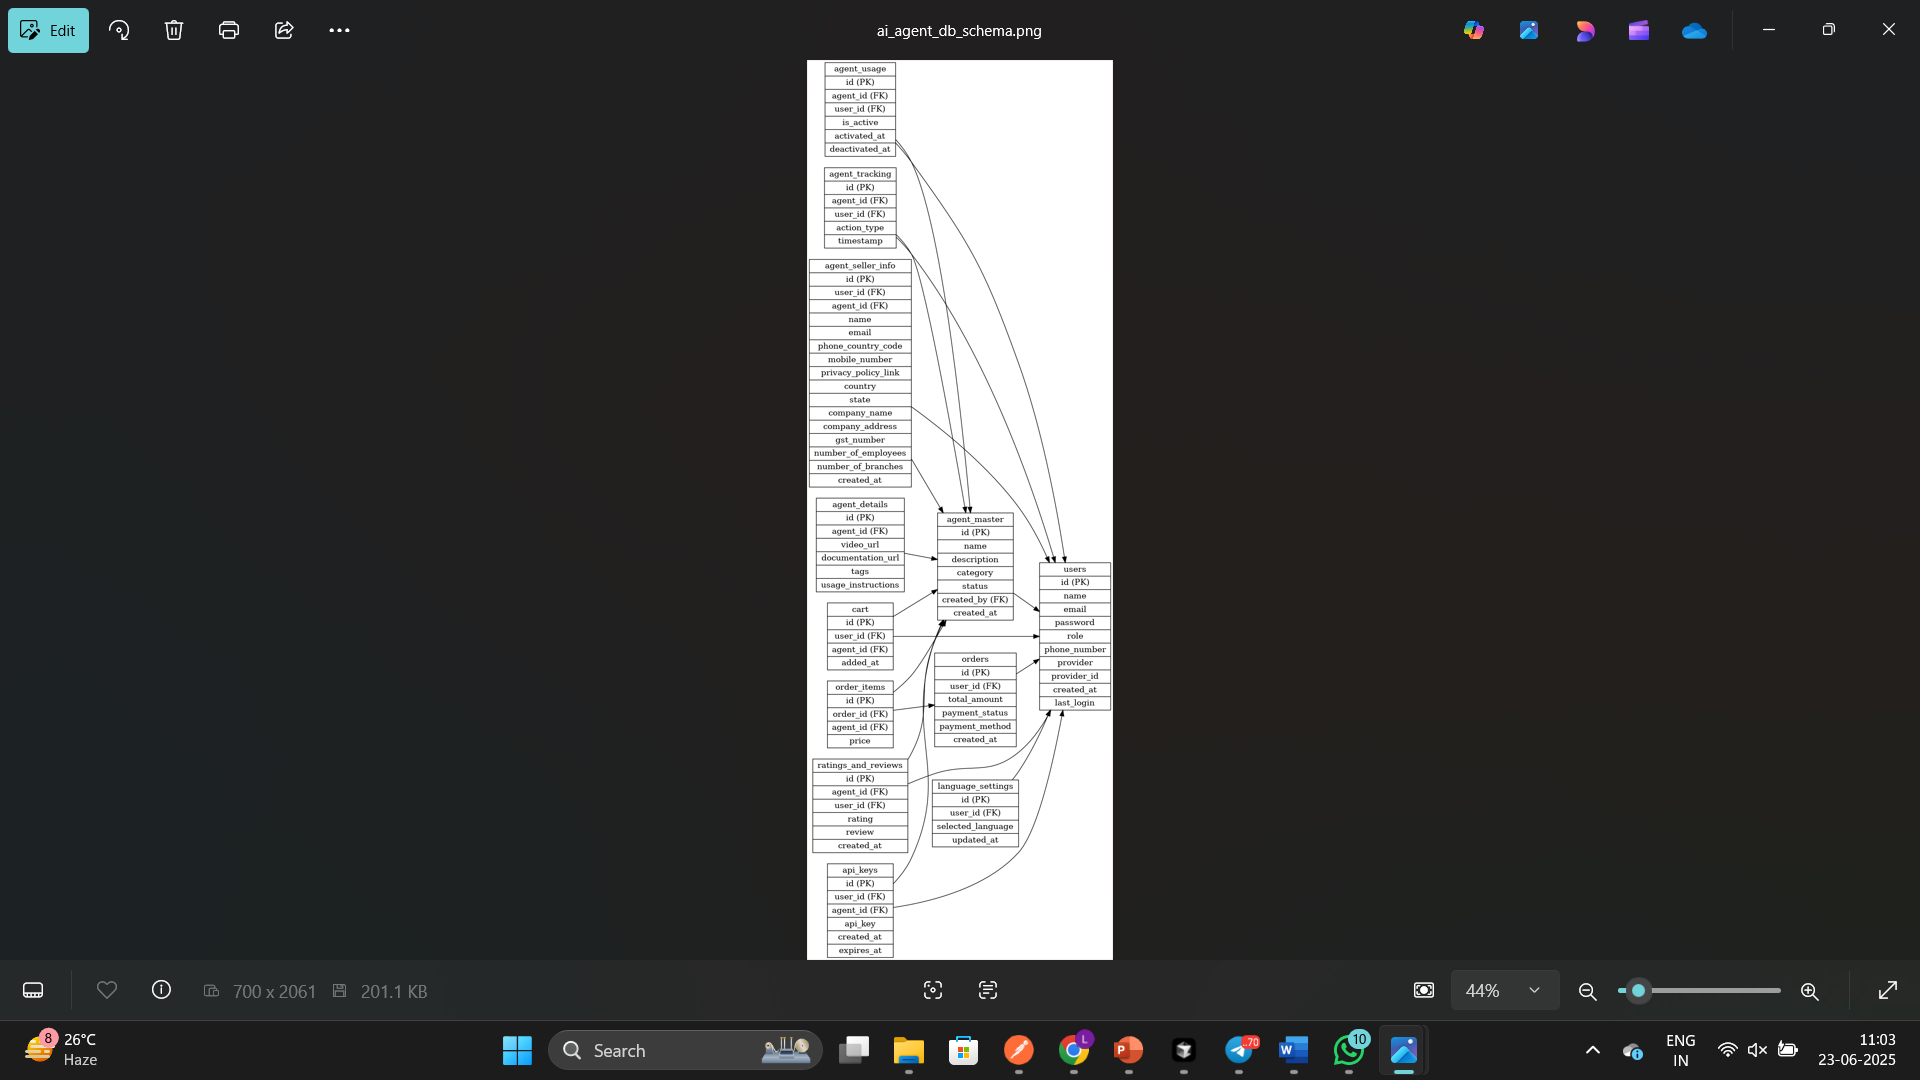 Edit
ai_agent_db_schema.png
agent_usage
id (PK)
agent_id (FK)
user_id (FK)
is_active
activated_at
deactivated_at
agent_tracking
id (PK)
agent_id (FK)
user_id (FK)
action_type
timestamp
agent_seller_info
id (PK)
user_id (FK)
agent_id (FK)
name
email
phone_country_code
mobile_number
privacy_policy_link
country
state
company_name
company_address
gst_number
number_of_employees
number_of_branches
created_at
agent_details
id (PK)
agent_id (FK)
video_url
documentation_url
tags
usage_instructions
agent_master
id (PK)
name
description
category
status
created_by (FK)
created_at
users
id (PK)
name
email
password
role
phone_number
provider
provider_id
created_at
last_login
cart
id (PK)
user_id (FK)
agent_id (FK)
added_at
orders
id (PK)
user_id (FK)
total_amount
payment_status
payment_method
created_at
order_items
id (PK)
order_id (FK)
agent_id (FK)
price
ratings_and_reviews
id (PK)
agent_id (FK)
user_id (FK)
rating
review
created_at
language_settings
id (PK)
user_id (FK)
selected_language
updated_at
api_keys
id (PK)
user_id (FK)
agent_id (FK)
api_key
created_at
expires_at
700 x 2061
201.1 KB
44%
8
26°C
Haze
Search
L
P
.70
W
10
ENG
IN
11:03
23-06-2025